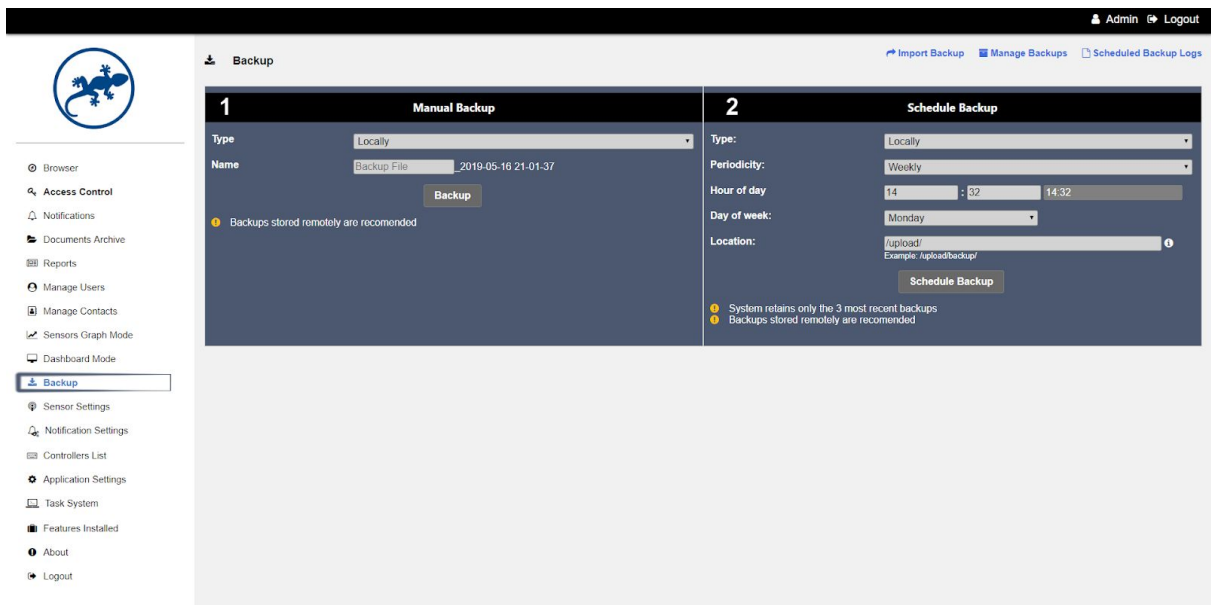 Admin Logout
Backup
Import Backup Manage Backups Scheduled Backup Logs
1 Manual Backup
Type Locally
Name Backup File _2019-05-16 21-01-37
Backup
Backups stored remotely are recomended
2 Schedule Backup
Type: Locally
Periodicity: Weekly
Hour of day 14 : 32 14:32
Day of week: Monday
Location: /upload/
Example: /upload/backup/
Schedule Backup
System retains only the 3 most recent backups
Backups stored remotely are recomended
Browser
Access Control
Notifications
Documents Archive
Reports
Manage Users
Manage Contacts
Sensors Graph Mode
Dashboard Mode
Backup
Sensor Settings
Notification Settings
Controllers List
Application Settings
Task System
Features Installed
About
Logout